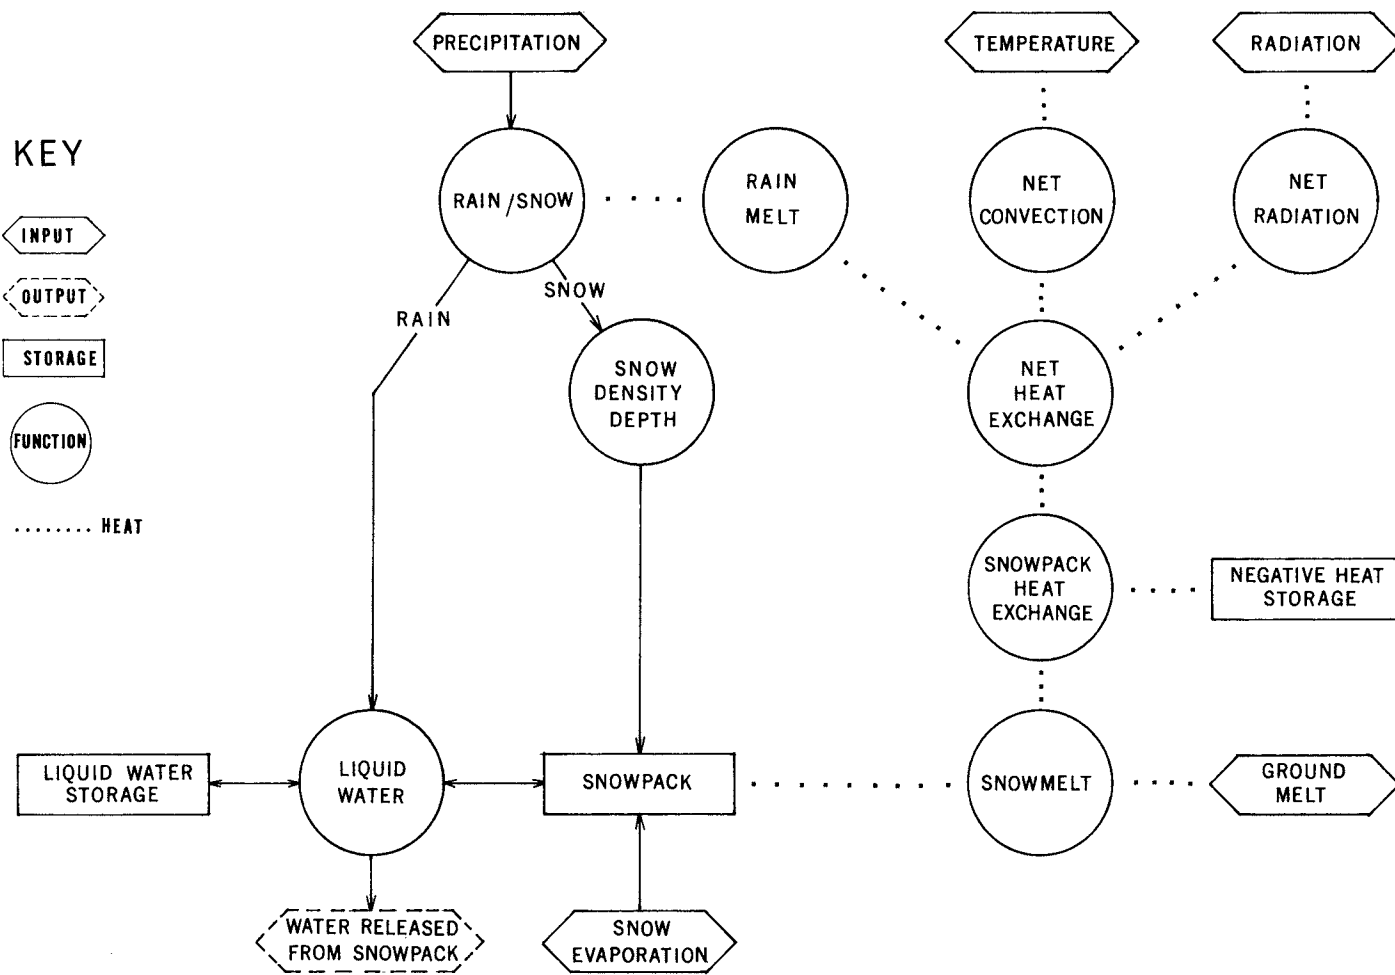 PRECIPITATION
TEMPERATURE
RADIATION
KEY
INPUT
OUTPUT
STORAGE
FUNCTION
........ HEAT
RAIN/SNOW
RAIN
MELT
NET
CONVECTION
NET
RADIATION
SNOW
RAIN
SNOW
DENSITY
DEPTH
NET
HEAT
EXCHANGE
SNOWPACK
HEAT
EXCHANGE
NEGATIVE HEAT
STORAGE
LIQUID WATER
STORAGE
LIQUID
WATER
SNOWPACK
SNOWMELT
GROUND
MELT
WATER RELEASED
FROM SNOWPACK
SNOW
EVAPORATION